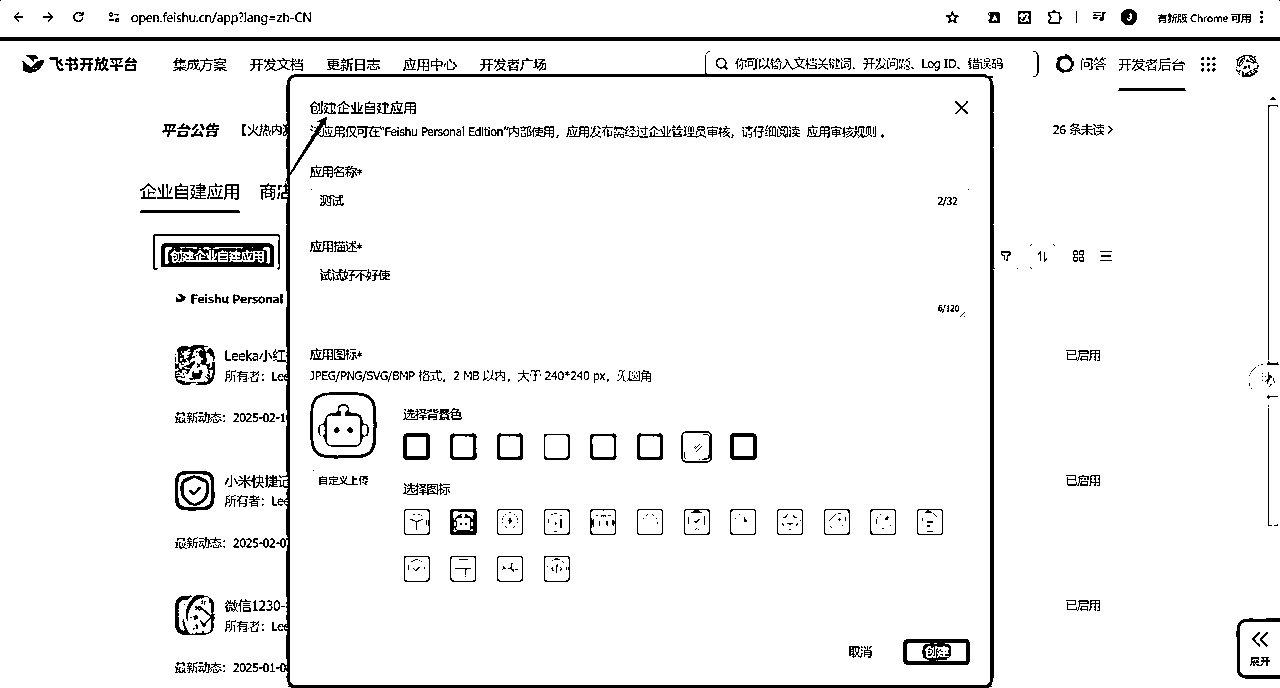 open.feishu.cn/app?lang=zh-CN
有新版 Chrome 可用
飞书开放平台 集成方案 开发文档 更新日志 应用中心 开发者广场
你可以输入文档关键词、开发问题、Log ID、错误码
问答 开发者后台
创建企业自建应用
平台公告 【火热内
应用仅可在"Feishu Personal Edition"内部使用，应用发布需经过企业管理员审核，请仔细阅读 应用审核规则 。
26 条未读
应用名称*
企业自建应用 商店
测试
2/32
应用描述*
创建企业自建应用
试试好不好使
Feishu Personal
6/120
应用图标*
Leeka小红
已启用
JPEG/PNG/SVG/BMP 格式，2 MB 以内，大于 240*240 px，无圆角
所有者：Lee
选择背景色
最新动态：2025-02-1
自定义上传
小米快捷记
已启用
选择图标
所有者：Lee
最新动态：2025-02-0
微信1230-
已启用
所有者：Lee
取消
创建
最新动态：2025-01-0
展开